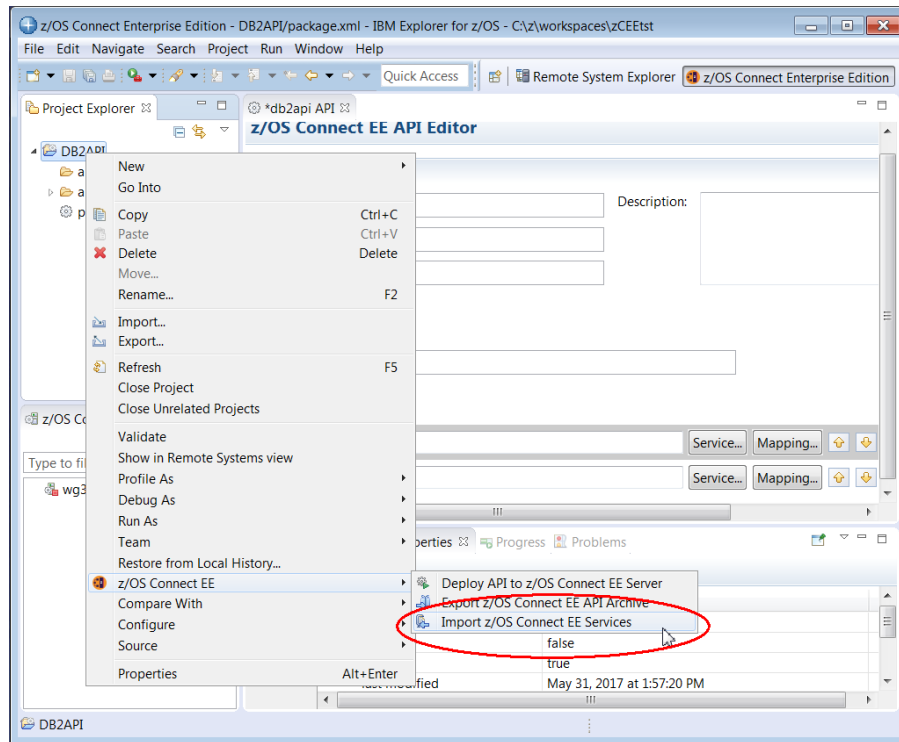 z/OS Connect Enterprise Edition - DB2API/package.xml - IBM Explorer for z/OS - C:\z\workspaces\zCEEtst
File Edit Navigate Search Project Run Window Help
Quick Access
Remote System Explorer
z/OS Connect Enterprise Edition
Project Explorer
*db2api API
z/OS Connect EE API Editor
DB2API
a
a
p
Description:
New
Go Into
Copy Ctrl+C
Paste Ctrl+V
Delete Delete
Move...
Rename... F2
Import...
Export...
Refresh F5
Close Project
Close Unrelated Projects
Validate
Show in Remote Systems view
Profile As
Debug As
Run As
Team
Restore from Local History...
z/OS Connect EE
Compare With
Configure
Source
Properties Alt+Enter
z/OS Co
Type to fil
wg3
Service... Mapping...
Service... Mapping...
perties Progress Problems
Deploy API to z/OS Connect EE Server
Export z/OS Connect EE API Archive
Import z/OS Connect EE Services
false
true
last modified May 31, 2017 at 1:57:20 PM
DB2API